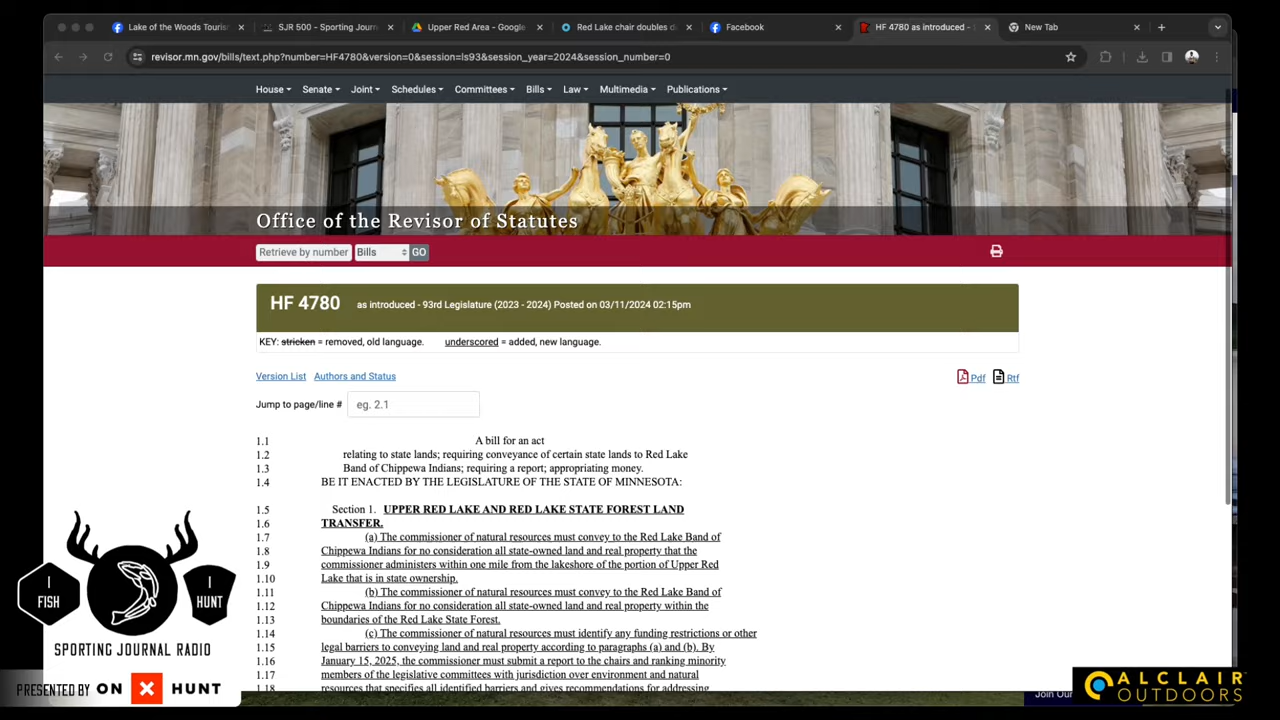 Lake of the Woods Touris
SJR 500 - Sporting Journ
Upper Red Area - Google
Red Lake chair doubles d
Facebook
HF 4780 as introduced -
New Tab
revisor.mn.gov/bills/text.php?number=HF4780&version=0&session=ls93&session_year=2024&session_number=0
House Senate Joint Schedules Committees Bills Law Multimedia Publications
Office of the Revisor of Statutes
Retrieve by number Bills GO
HF 4780 as introduced - 93rd Legislature (2023 - 2024) Posted on 03/11/2024 02:15pm
KEY: stricken = removed, old language. underscored = added, new language.
Version List Authors and Status Pdf Rtf
Jump to page/line # eg. 2.1
1.1 A bill for an act
1.2 relating to state lands; requiring conveyance of certain state lands to Red Lake
1.3 Band of Chippewa Indians; requiring a report; appropriating money.
1.4 BE IT ENACTED BY THE LEGISLATURE OF THE STATE OF MINNESOTA:
1.5 Section 1. UPPER RED LAKE AND RED LAKE STATE FOREST LAND
1.6 TRANSFER.
1.7 (a) The commissioner of natural resources must convey to the Red Lake Band of
1.8 Chippewa Indians for no consideration all state-owned land and real property that the
1.9 commissioner administers within one mile from the lakeshore of the portion of Upper Red
1.10 Lake that is in state ownership.
1.11 (b) The commissioner of natural resources must convey to the Red Lake Band of
1.12 Chippewa Indians for no consideration all state-owned land and real property within the
1.13 boundaries of the Red Lake State Forest.
1.14 (c) The commissioner of natural resources must identify any funding restrictions or other
1.15 legal barriers to conveying land and real property according to paragraphs (a) and (b). By
1.16 January 15, 2025, the commissioner must submit a report to the chairs and ranking minority
1.17 members of the legislative committees with jurisdiction over environment and natural
1.18 resources that specifies all identified barriers and gives recommendations for addressing
I FISH
I HUNT
SPORTING JOURNAL RADIO
PRESENTED BY ON X HUNT
Join Our
ALCLAIR
OUTDOORS